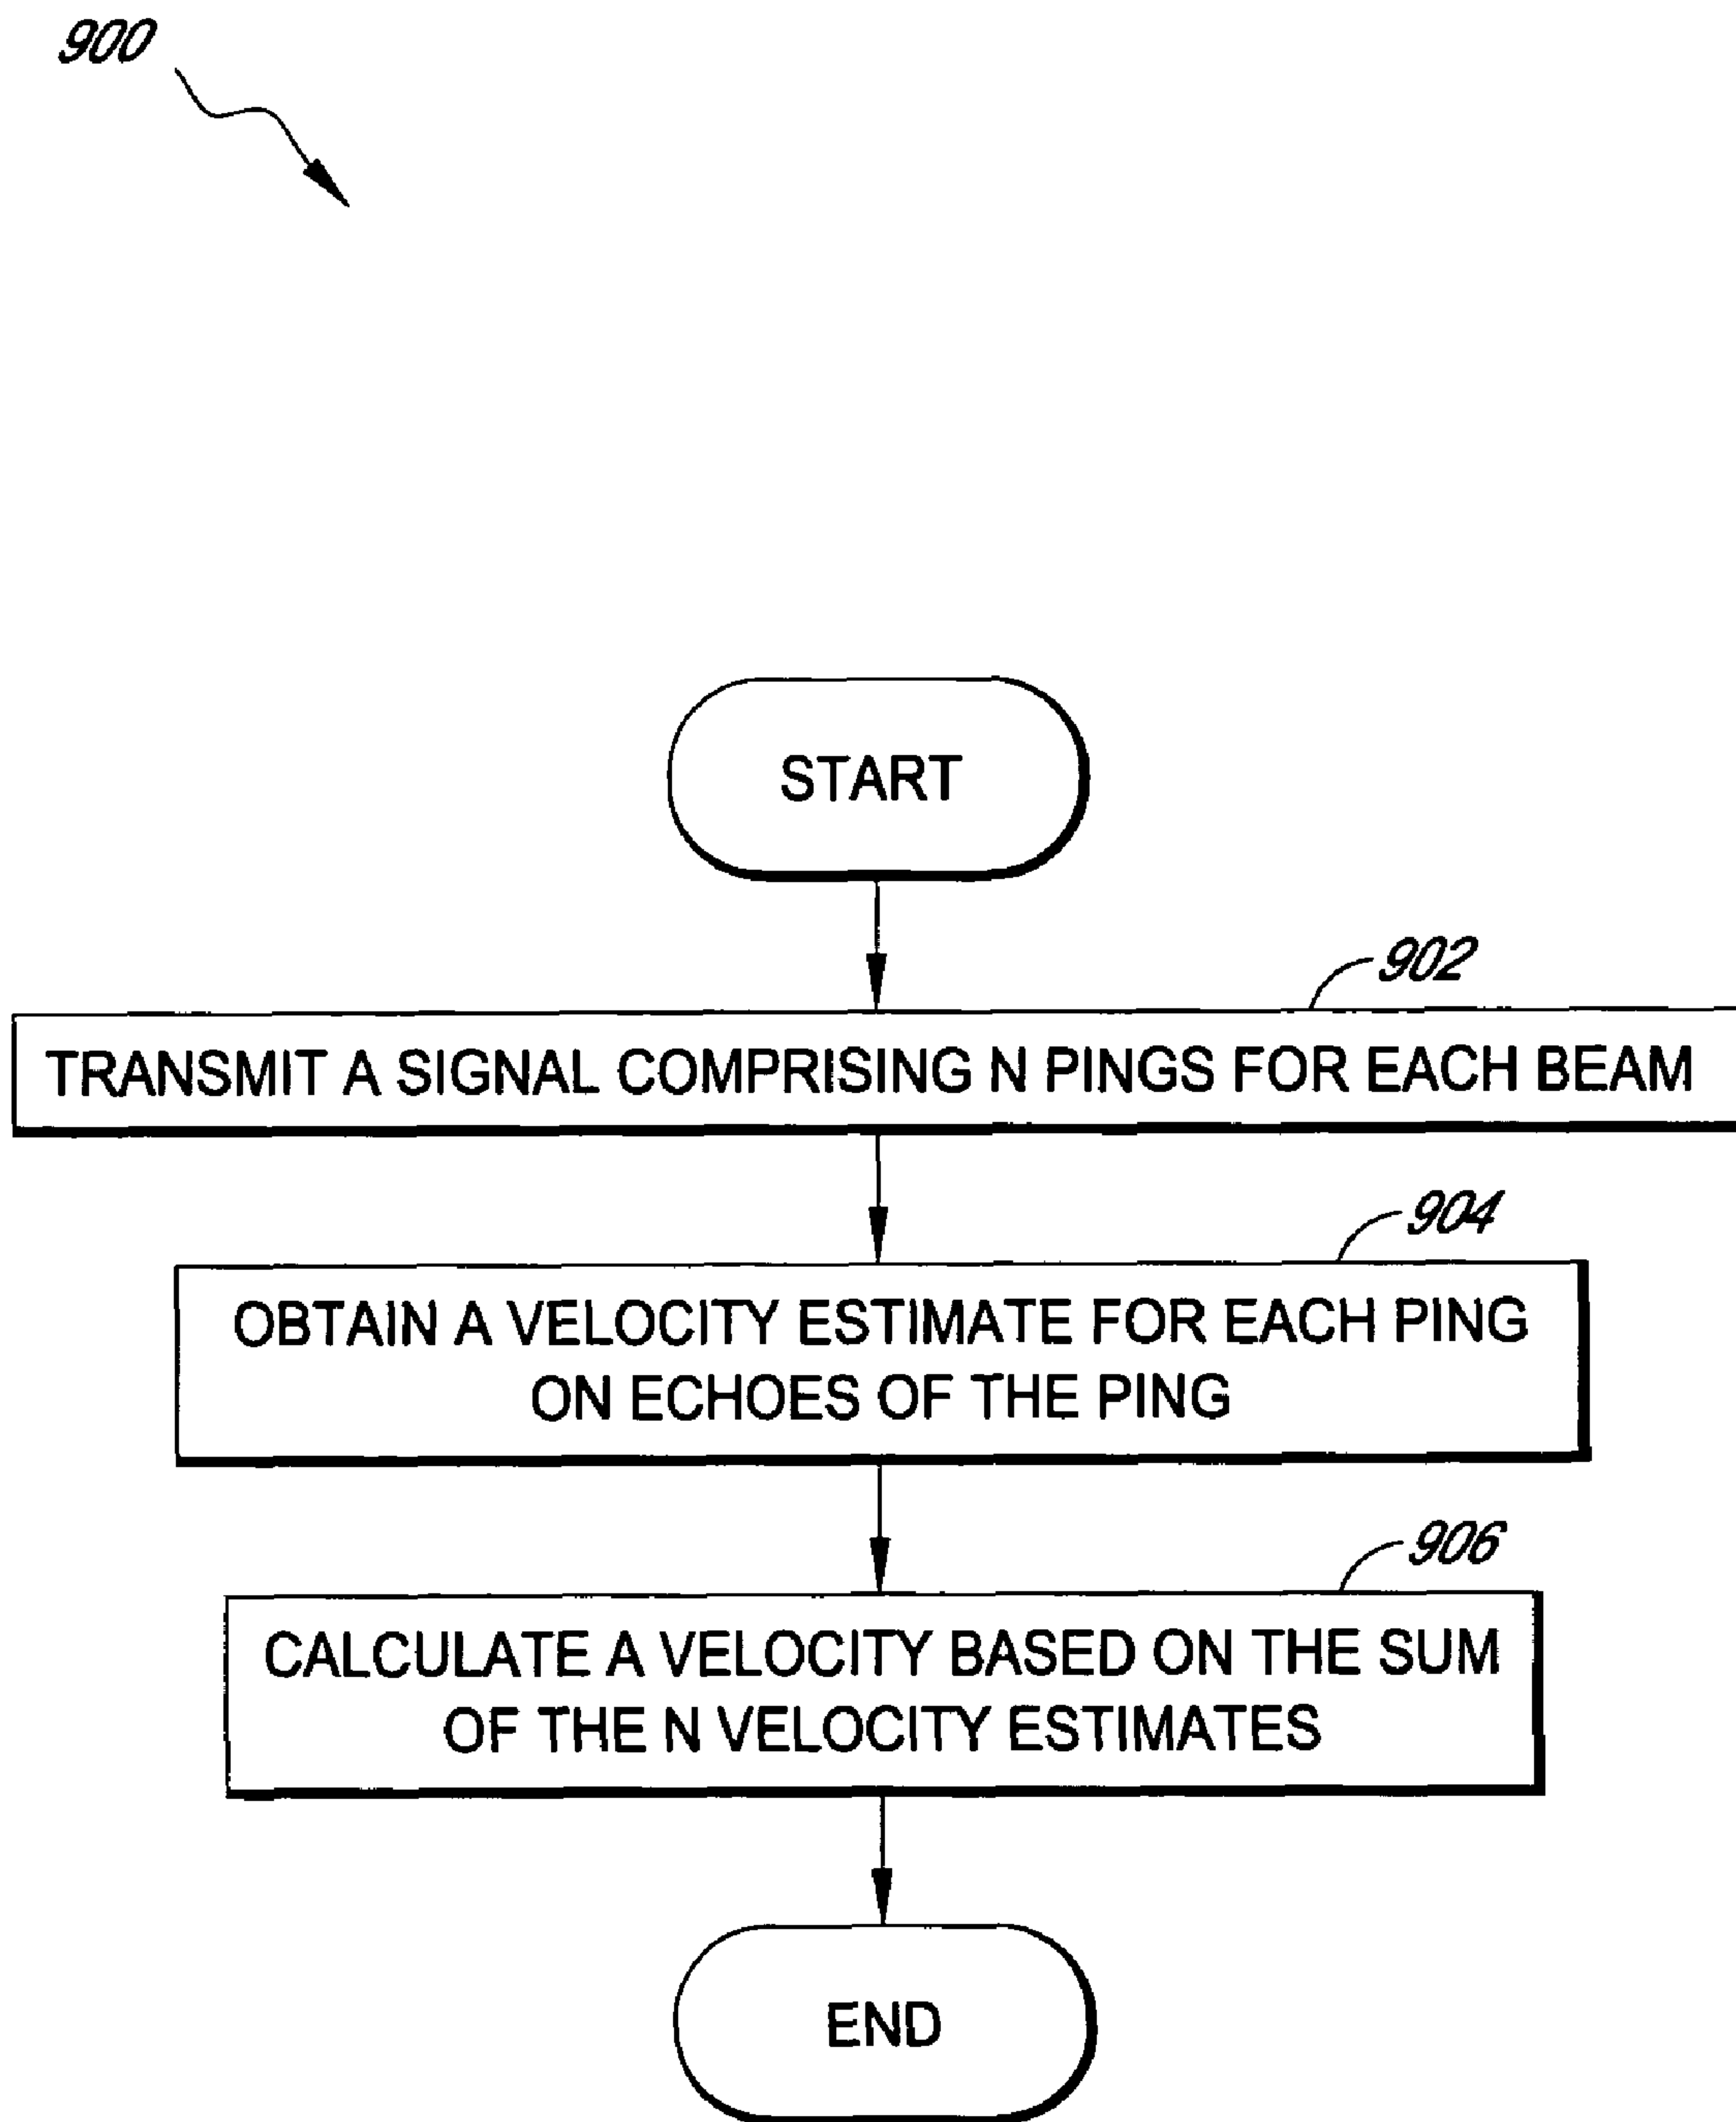 900
START
902
TRANSMIT A SIGNAL COMPRISING N PINGS FOR EACH BEAM
904
OBTAIN A VELOCITY ESTIMATE FOR EACH PING
ON ECHOES OF THE PING
906
CALCULATE A VELOCITY BASED ON THE SUM
OF THE N VELOCITY ESTIMATES
END